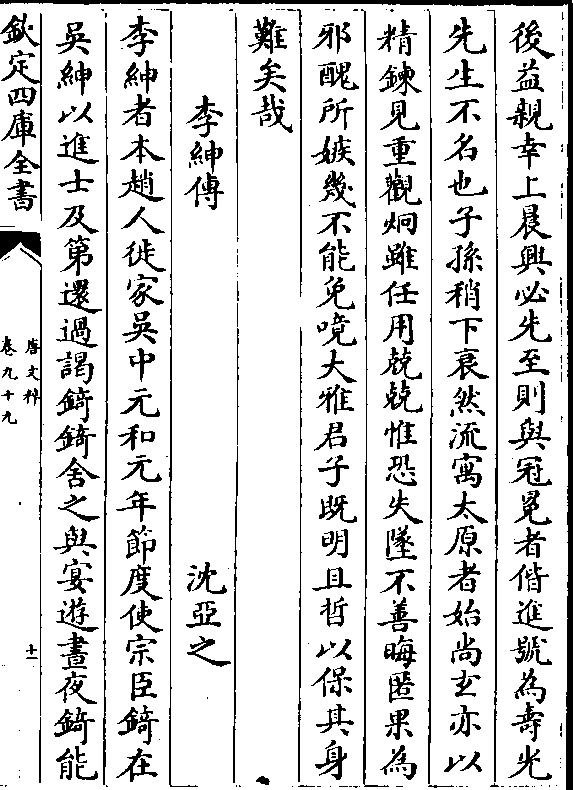 後益親幸上晨興必先至則與冠冕者偕進號為壽光
先生不名也子孫稍下衰然流寓太原者始尚玄亦以
精鍊見重觀炯雖任用兢兢惟恐失墜不善晦匿果為
邪醜所嫉幾不能免噫大雅君子既明且哲以保其身
難矣哉
李紳傳
沈亞之
李紳者本趙人徙家吳中元和元年節度使宗臣錡在
吳紳以進士及第還過謁錡錡舍之與宴遊晝夜錡能
欽定四庫全書
唐文粹
卷九十九
十一